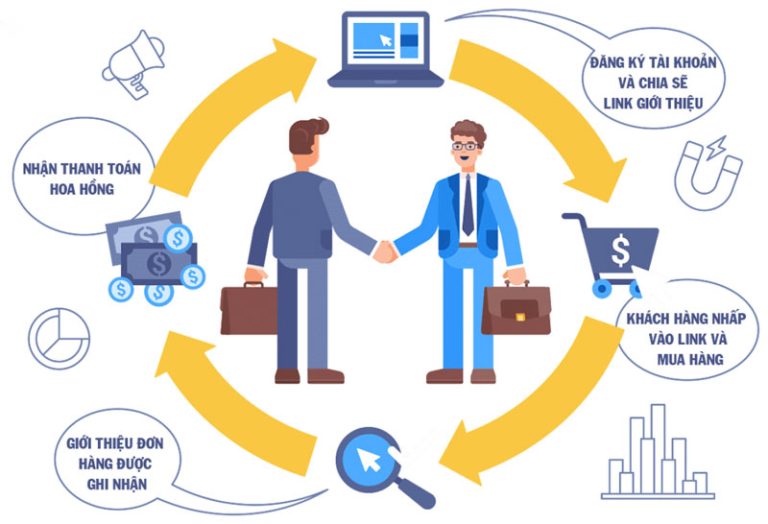 ĐĂNG KÝ TÀI KHOẢN
VÀ CHIA SẼ
LINK GIỚI THIỆU
$
KHÁCH HÀNG NHẤP
VÀO LINK VÀ
MUA HÀNG
GIỚI THIỆU ĐƠN
HÀNG ĐƯỢC
GHI NHẬN
NHẬN THANH TOÁN
HOA HỒNG
$
$
$
$
$
$